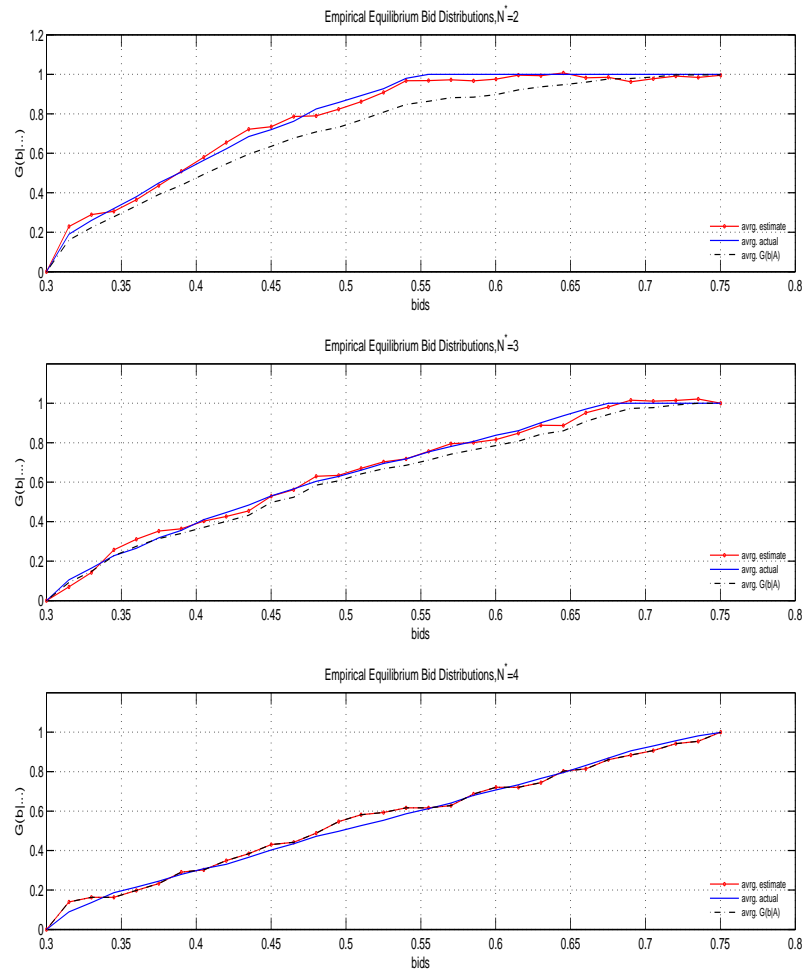 Empirical Equilibrium Bid Distributions,N*=2
1.2
1
0.8
0.6
0.4
0.2
0
G(b|...)
avrg. estimate
avrg. actual
avrg. G(b|A)
0.3 0.35 0.4 0.45 0.5 0.55 0.6 0.65 0.7 0.75 0.8
bids
Empirical Equilibrium Bid Distributions,N*=3
1
0.8
0.6
0.4
0.2
0
G(b|...)
avrg. estimate
avrg. actual
avrg. G(b|A)
0.3 0.35 0.4 0.45 0.5 0.55 0.6 0.65 0.7 0.75 0.8
bids
Empirical Equilibrium Bid Distributions,N*=4
1
0.8
0.6
0.4
0.2
0
G(b|...)
avrg. estimate
avrg. actual
avrg. G(b|A)
0.3 0.35 0.4 0.45 0.5 0.55 0.6 0.65 0.7 0.75 0.8
bids